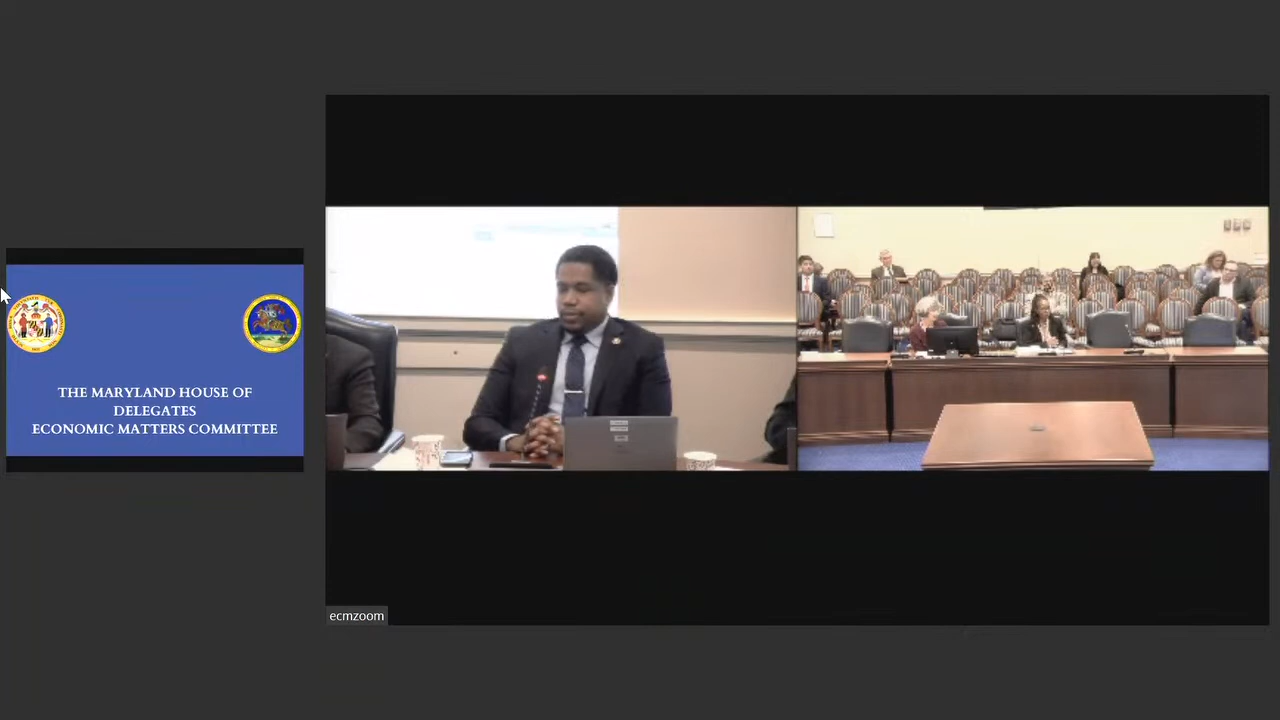 THE MARYLAND HOUSE OF
DELEGATES
ECONOMIC MATTERS COMMITTEE
ecmzoom